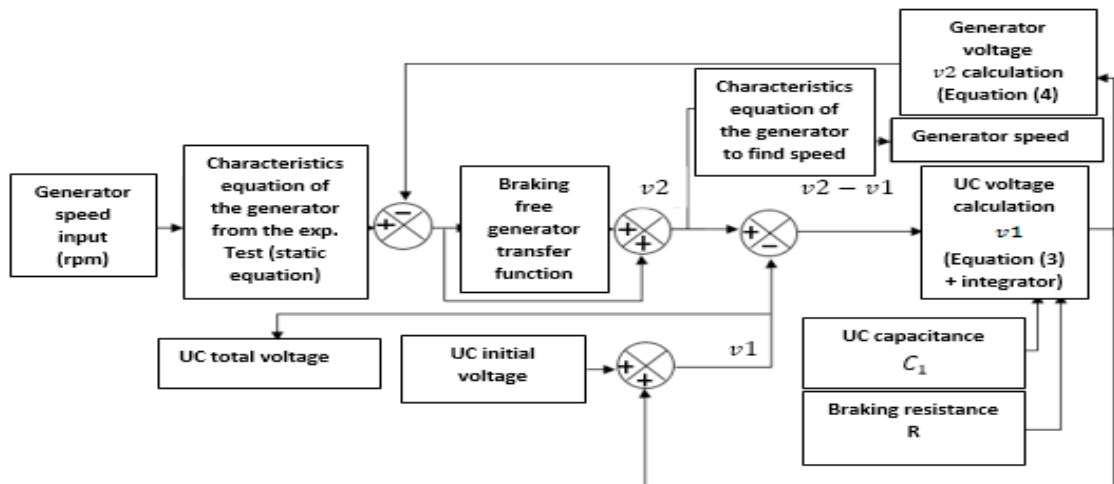 Generator
speed
input
(rpm)
Characteristics
equation of
the generator
from the exp.
Test (static
equation)
−
+
Braking
free
generator
transfer
function
v2
+
+
Characteristics
equation of
the generator
to find speed
Generator
voltage
v2 calculation
(Equation (4)
Generator speed
v2 − v1
+
−
UC voltage
calculation
v1
(Equation (3)
+ integrator)
UC total voltage
UC initial
voltage
+
+
v1
UC capacitance
C1
Braking resistance
R